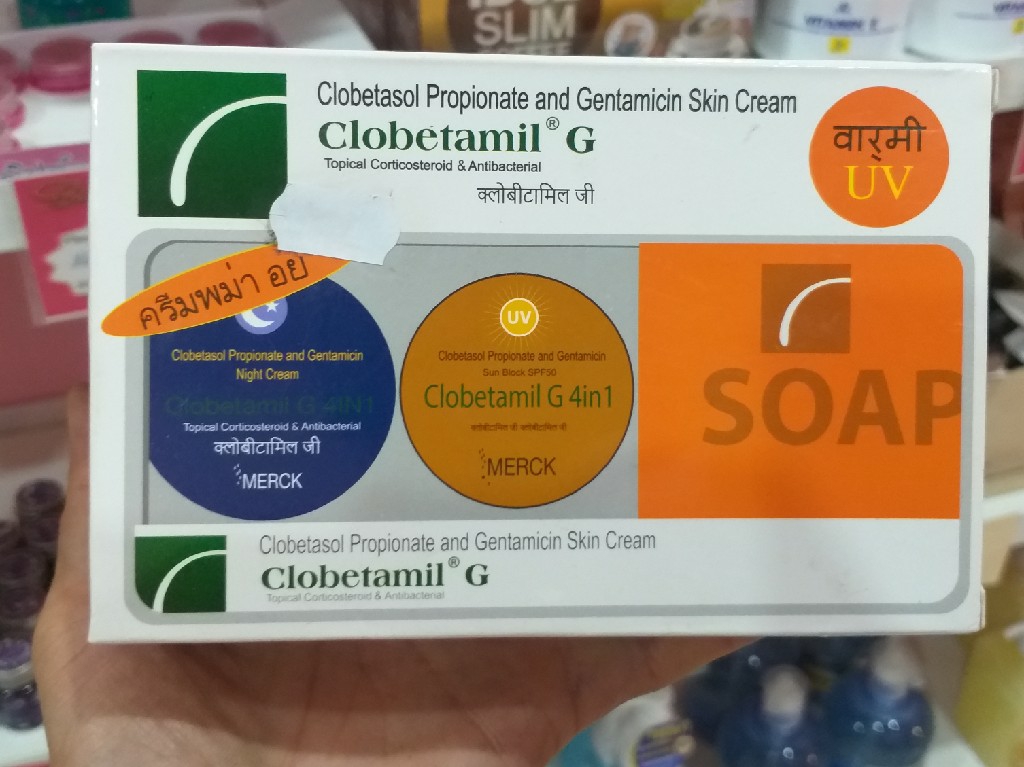 SLIM
VITAMIN E
Clobetasol Propionate and Gentamicin Skin Cream
Clobetamil® G
Topical Corticosteroid & Antibacterial
क्लोबीटामिल जी
वार्मी
UV
ครีมพม่า อย
Clobetasol Propionate and Gentamicin
Night Cream
Clobetamil G 4IN1
Topical Corticosteroid & Antibacterial
क्लोबीटामिल जी
MERCK
UV
Clobetasol Propionate and Gentamicin
Sun Block SPF50
Clobetamil G 4in1
क्लोबीटामिल जी क्लोबीटामिल जी
MERCK
SOAP
Clobetasol Propionate and Gentamicin Skin Cream
Clobetamil® G
Topical Corticosteroid & Antibacterial